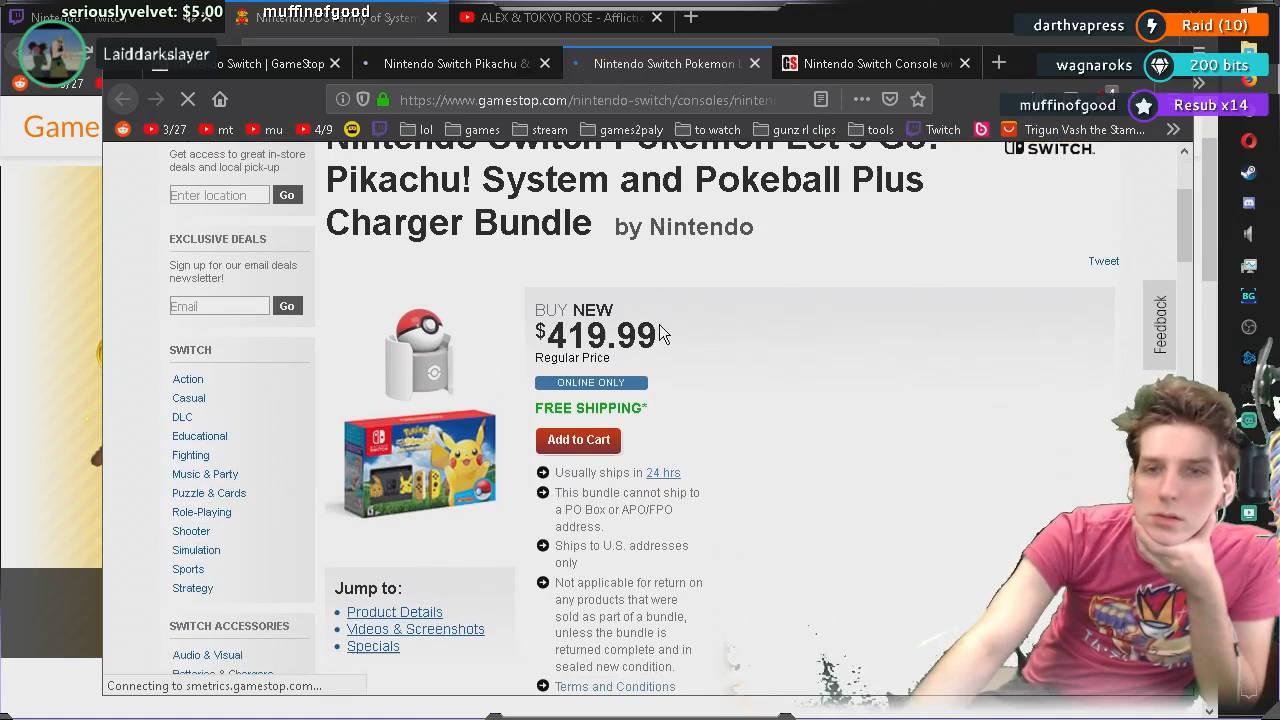 seriouslyvelvet: $5.00
muffinofgood
ALEX & TOKYO ROSE - Afflictio
darthvapress
Raid (10)
Laiddarkslayer
wagnaroks
200 bits
muffinofgood
Resub x14
o Switch | GameStop
Nintendo Switch Pikachu &
Nintendo Switch Pokemon L
Nintendo Switch Console wi
https://www.gamestop.com/nintendo-switch/consoles/ninten
3/27
mt
mu
4/9
lol
games
stream
games2paly
to watch
gunz rl clips
tools
Twitch
Trigun Vash the Stam...
Game
Get access to great in-store
deals and local pick-up
Enter location
Go
EXCLUSIVE DEALS
Sign up for our email deals
newsletter!
Email
Go
SWITCH
Action
Casual
DLC
Educational
Fighting
Music & Party
Puzzle & Cards
Role-Playing
Shooter
Simulation
Sports
Strategy
SWITCH ACCESSORIES
Audio & Visual
Batteries & Chargers
Nintendo Switch Pokemon Let's Go!
Pikachu! System and Pokeball Plus
Charger Bundle by Nintendo
SWITCH
Tweet
Feedback
BUY NEW
$419.99
Regular Price
ONLINE ONLY
FREE SHIPPING*
Add to Cart
Usually ships in 24 hrs
This bundle cannot ship to
a PO Box or APO/FPO
address.
Ships to U.S. addresses
only
Not applicable for return on
any products that were
sold as part of a bundle,
unless the bundle is
returned complete and in
sealed new condition.
Terms and Conditions
Jump to:
Product Details
Videos & Screenshots
Specials
Connecting to smetrics.gamestop.com...